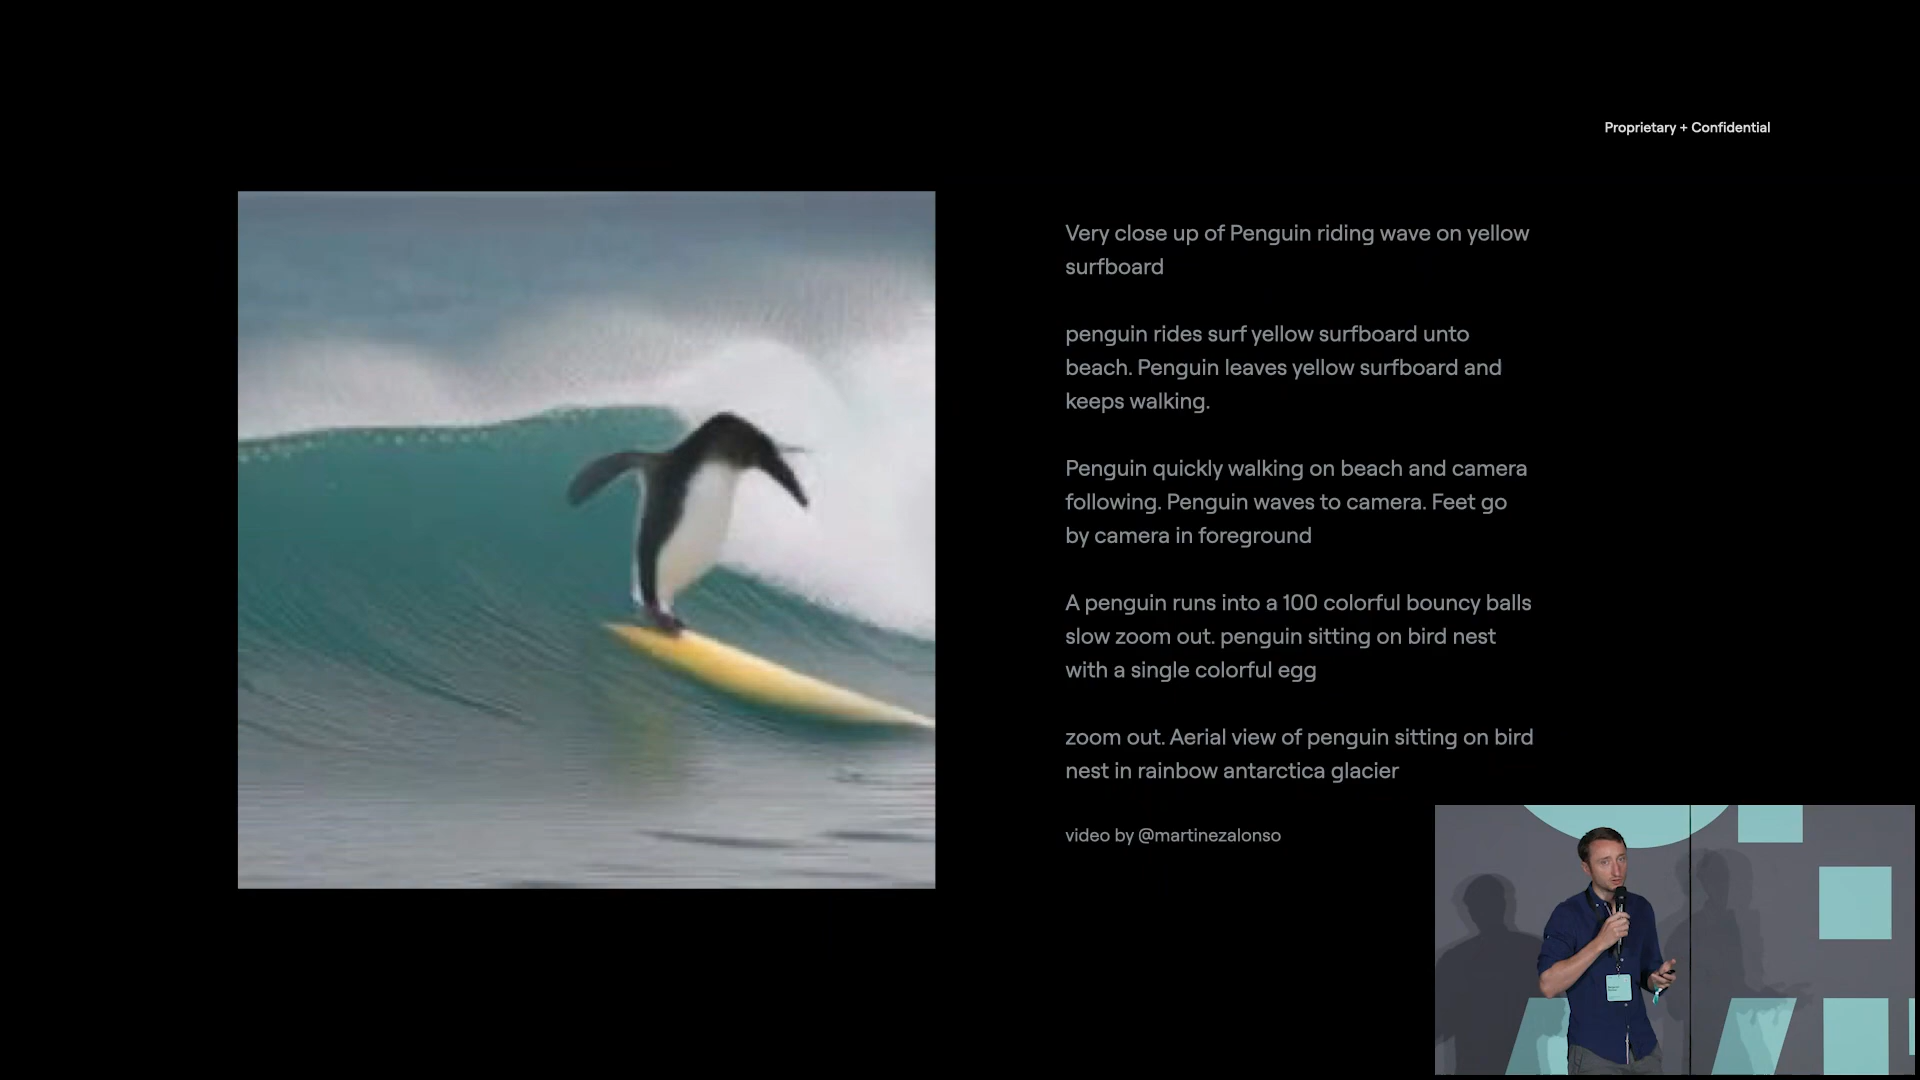 Proprietary + Confidential
Very close up of Penguin riding wave on yellow
surfboard
penguin rides surf yellow surfboard unto
beach. Penguin leaves yellow surfboard and
keeps walking.
Penguin quickly walking on beach and camera
following. Penguin waves to camera. Feet go
by camera in foreground
A penguin runs into a 100 colorful bouncy balls
slow zoom out. penguin sitting on bird nest
with a single colorful egg
zoom out. Aerial view of penguin sitting on bird
nest in rainbow antarctica glacier
video by @martinezalonso